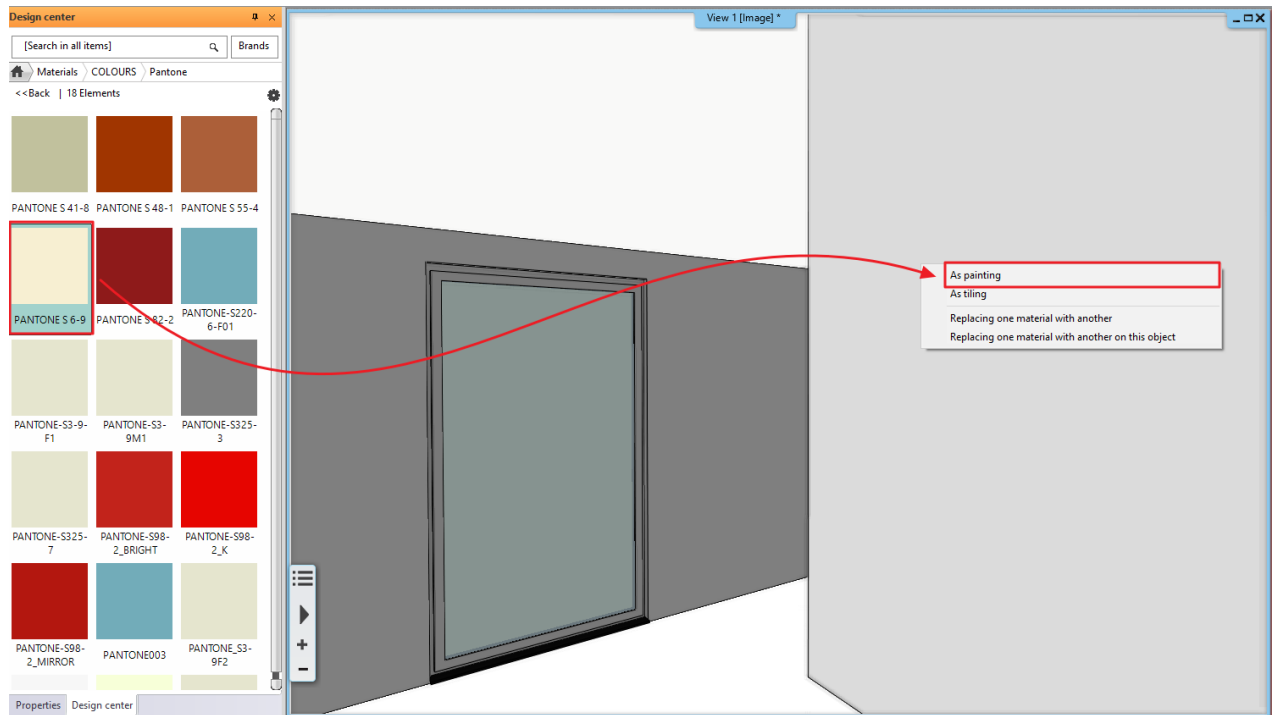 Design center
View 1 [Image] *
[Search in all items]
Brands
Materials
COLOURS
Pantone
<<Back | 18 Elements
PANTONE S 41-8
PANTONE S 48-1
PANTONE S 55-4
PANTONE S 6-9
PANTONE S 82-2
PANTONE-S220-
6-F01
PANTONE-S3-9-
F1
PANTONE-S3-
9M1
PANTONE-S325-
3
PANTONE-S325-
7
PANTONE-S98-
2_BRIGHT
PANTONE-S98-
2_K
PANTONE-S98-
2_MIRROR
PANTONE003
PANTONE_S3-
9F2
Properties
Design center
As painting
As tiling
Replacing one material with another
Replacing one material with another on this object